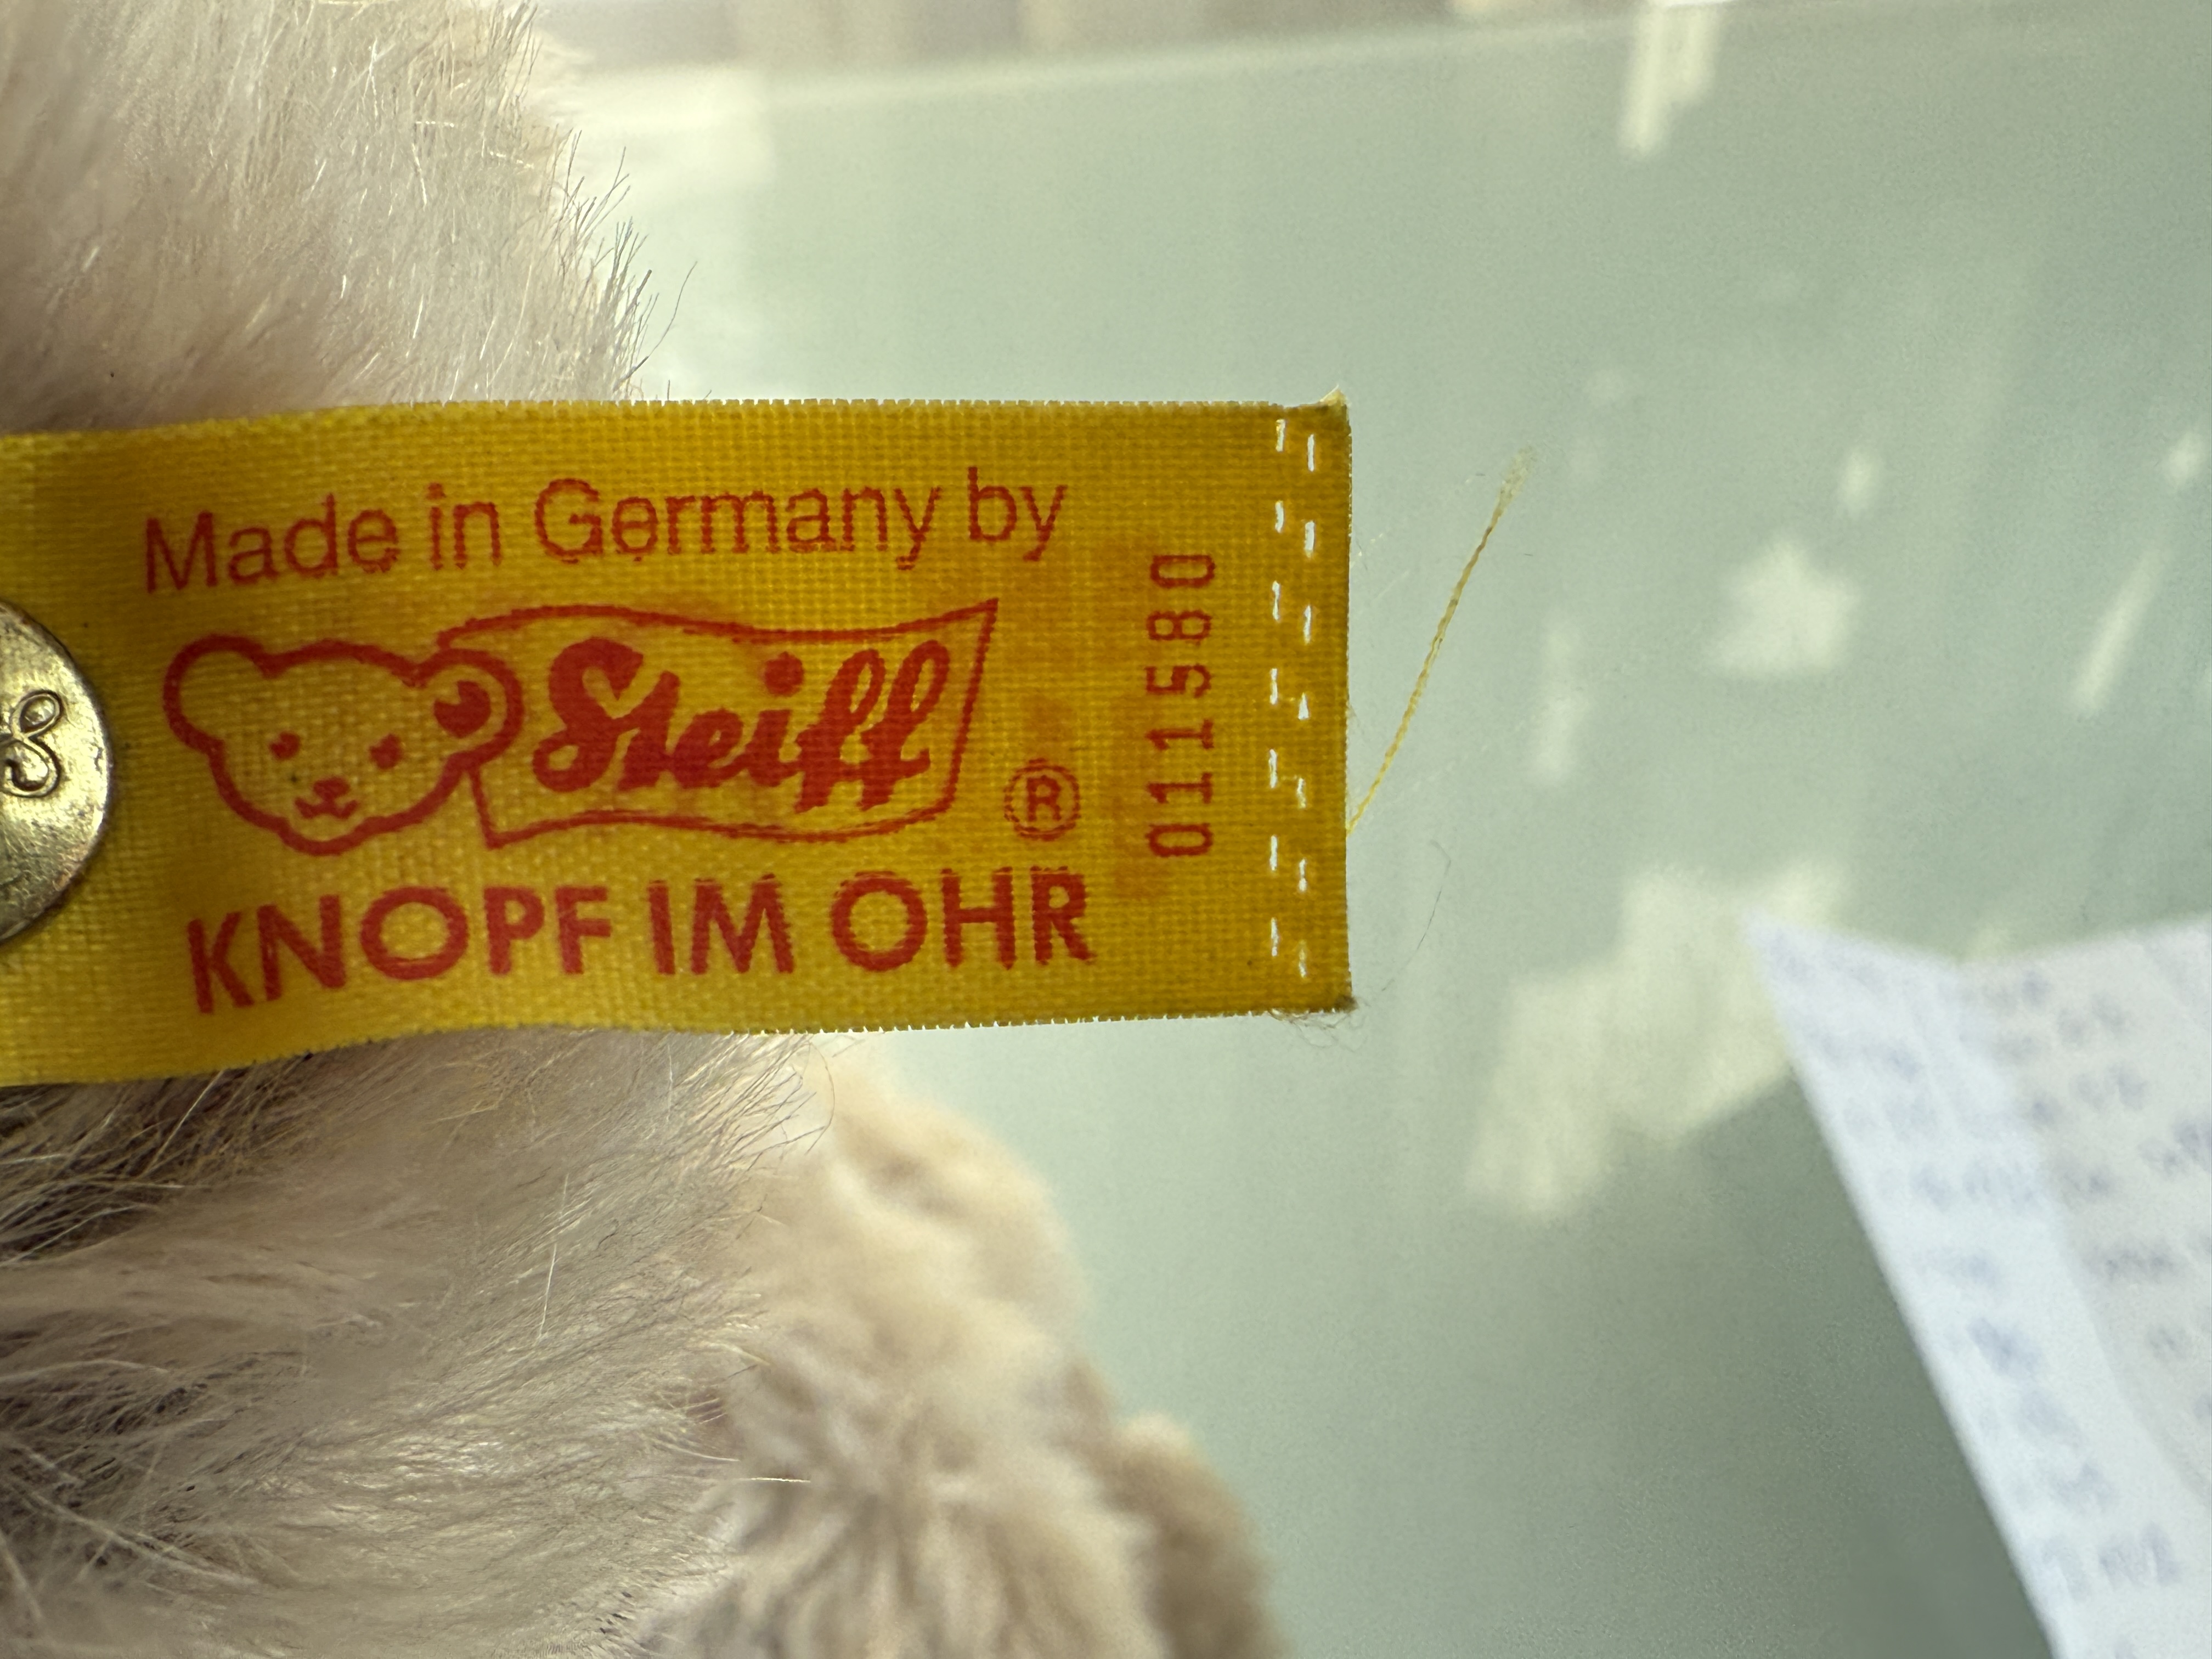 Made in Germany by
Steiff
®
KNOPF IM OHR
011580